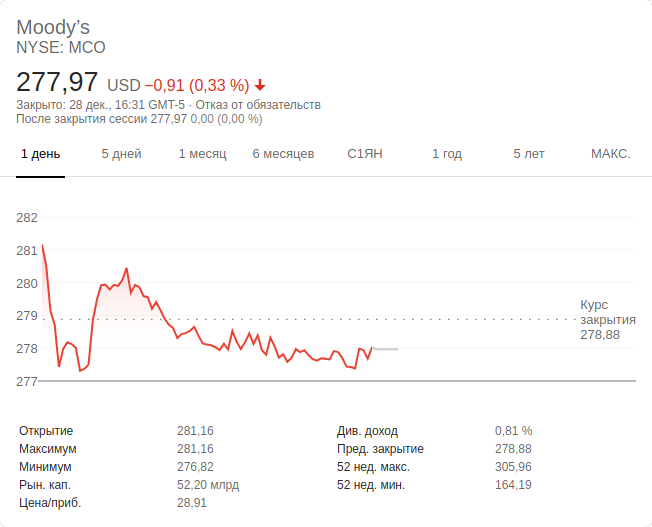 Moody’s
NYSE: MCO
277,97 USD −0,91 (0,33 %)
Закрыто: 28 дек., 16:31 GMT-5 · Отказ от обязательств
После закрытия сессии 277,97 0,00 (0,00 %)
1 день 5 дней 1 месяц 6 месяцев С1ЯН 1 год 5 лет МАКС.
282
281
280
279
278
277
Курс
закрытия
278,88
Открытие 281,16 Див. доход 0,81 %
Максимум 281,16 Пред. закрытие 278,88
Минимум 276,82 52 нед. макс. 305,96
Рын. кап. 52,20 млрд 52 нед. мин. 164,19
Цена/приб. 28,91